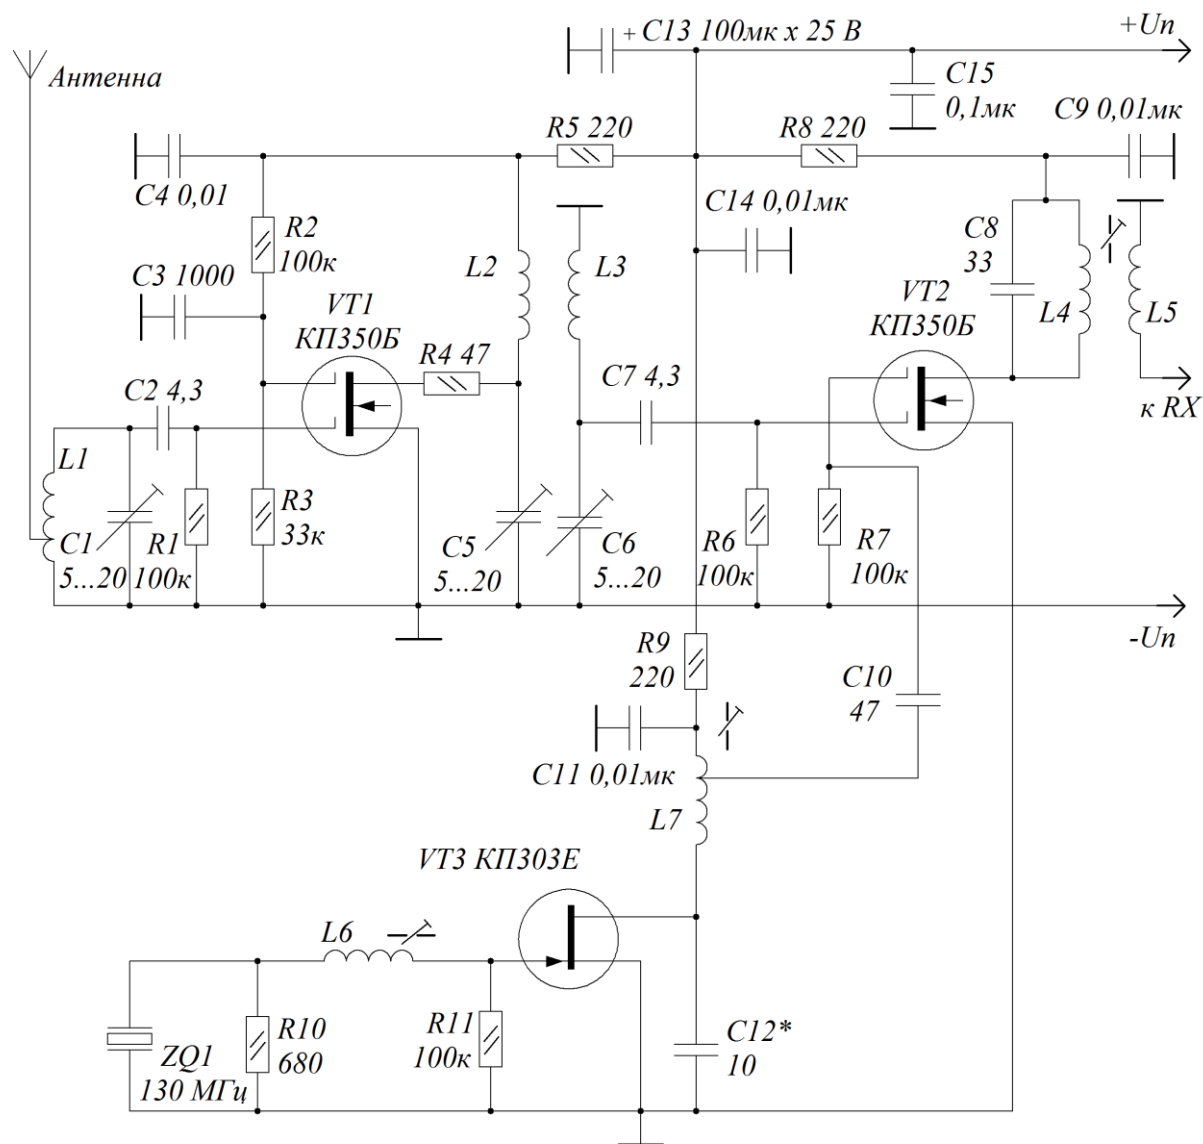 + C13 100мк x 25 В
+Uп
Антенна
C15
0,1мк
C9 0,01мк
R5 220
R8 220
C4 0,01
C14 0,01мк
R2
100к
C3 1000
L2
L3
C8
33
VT1
КП350Б
VT2
КП350Б
L4
L5
R4 47
C7 4,3
C2 4,3
к RX
L1
R3
33к
C1
5...20
R1
100к
C5
5...20
C6
5...20
R6
100к
R7
100к
-Uп
R9
220
C10
47
C11 0,01мк
L7
VT3 КП303Е
L6
R10
680
R11
100к
C12*
10
ZQ1
130 МГц